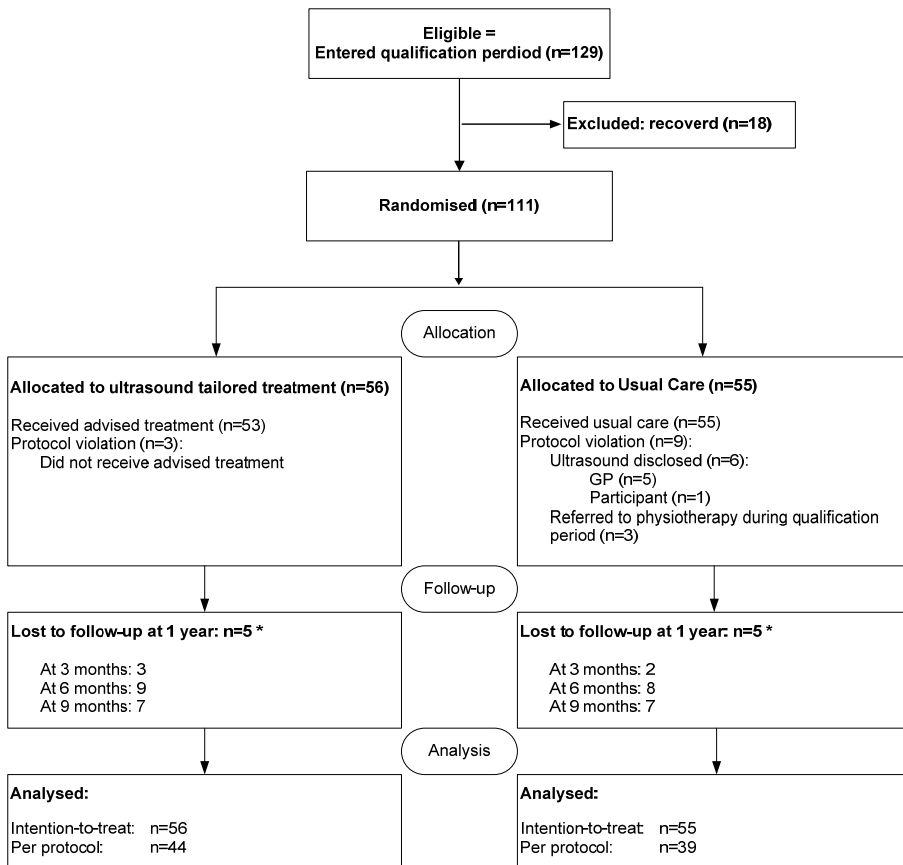 Eligible =
Entered qualification perdiod (n=129)
Excluded: recoverd (n=18)
Randomised (n=111)
Allocation
Allocated to ultrasound tailored treatment (n=56)
Received advised treatment (n=53)
Protocol violation (n=3):
Did not receive advised treatment
Allocated to Usual Care (n=55)
Received usual care (n=55)
Protocol violation (n=9):
Ultrasound disclosed (n=6):
GP (n=5)
Participant (n=1)
Referred to physiotherapy during qualification
period (n=3)
Follow-up
Lost to follow-up at 1 year: n=5 *
At 3 months: 3
At 6 months: 9
At 9 months: 7
Lost to follow-up at 1 year: n=5 *
At 3 months: 2
At 6 months: 8
At 9 months: 7
Analysis
Analysed:
Intention-to-treat: n=56
Per protocol: n=44
Analysed:
Intention-to-treat: n=55
Per protocol: n=39